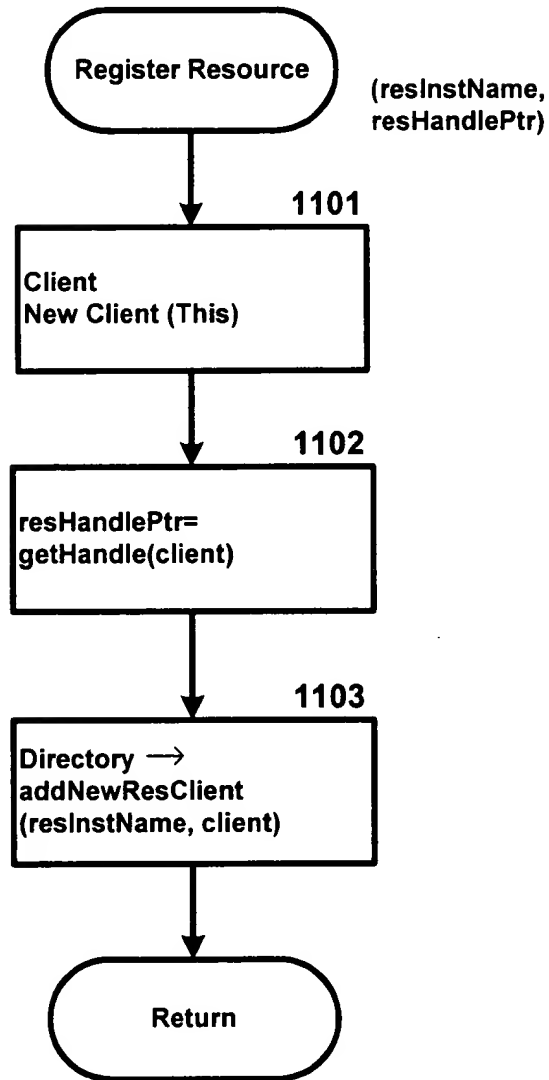 Register Resource
(resInstName,
resHandlePtr)
1101
Client
New Client (This)
1102
resHandlePtr=
getHandle(client)
1103
Directory →
addNewResClient
(resInstName, client)
Return